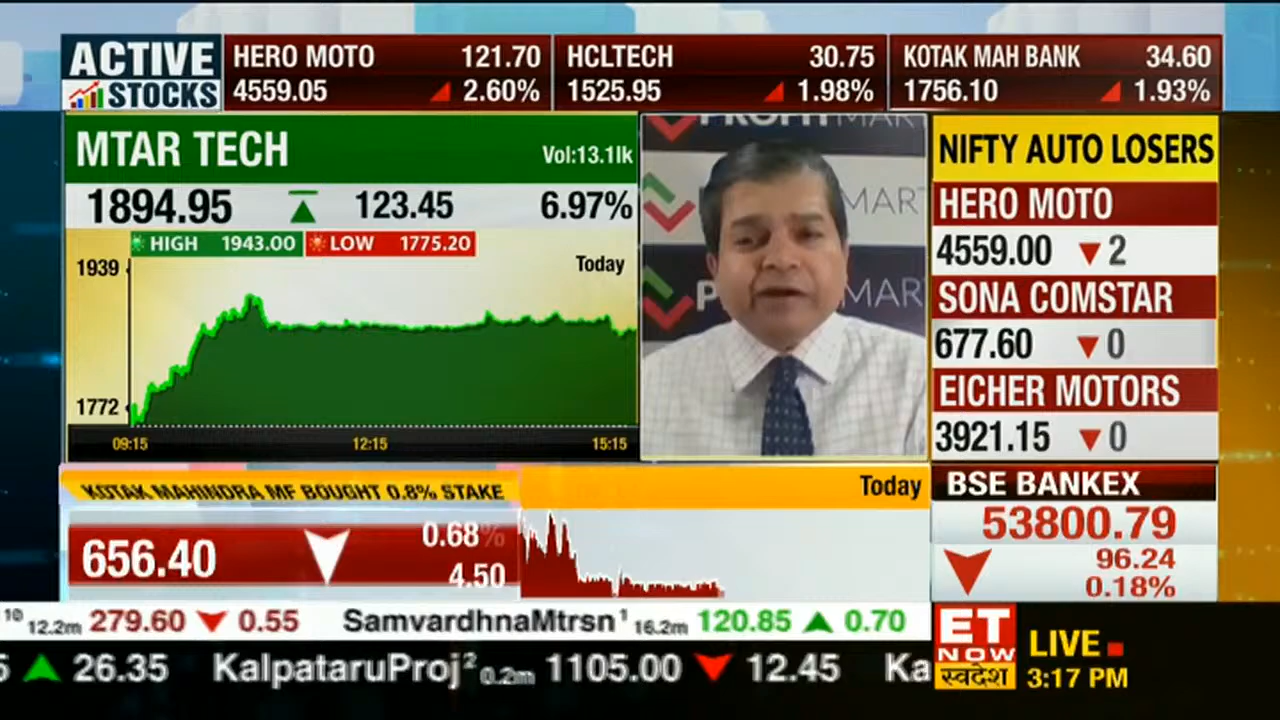 ACTIVE
STOCKS
HERO MOTO 121.70
4559.05 2.60%
HCLTECH 30.75
1525.95 1.98%
KOTAK MAH BANK 34.60
1756.10 1.93%
MTAR TECH Vol:13.1lk
1894.95 123.45 6.97%
HIGH 1943.00 LOW 1775.20
Today
1939
1772
09:15 12:15 15:15
NIFTY AUTO LOSERS
HERO MOTO
4559.00 2
SONA COMSTAR
677.60 0
EICHER MOTORS
3921.15 0
KOTAK MAHINDRA MF BOUGHT 0.8% STAKE
Today
656.40
0.68%
4.50
BSE BANKEX
53800.79
96.24
0.18%
10 12.2m 279.60 0.55 SamvardhnaMtrsn1 16.2m 120.85 0.70
5 26.35 KalpataruProj2 0.2m 1105.00 12.45 Ka
ET
NOW
स्वदेश
LIVE
3:17 PM